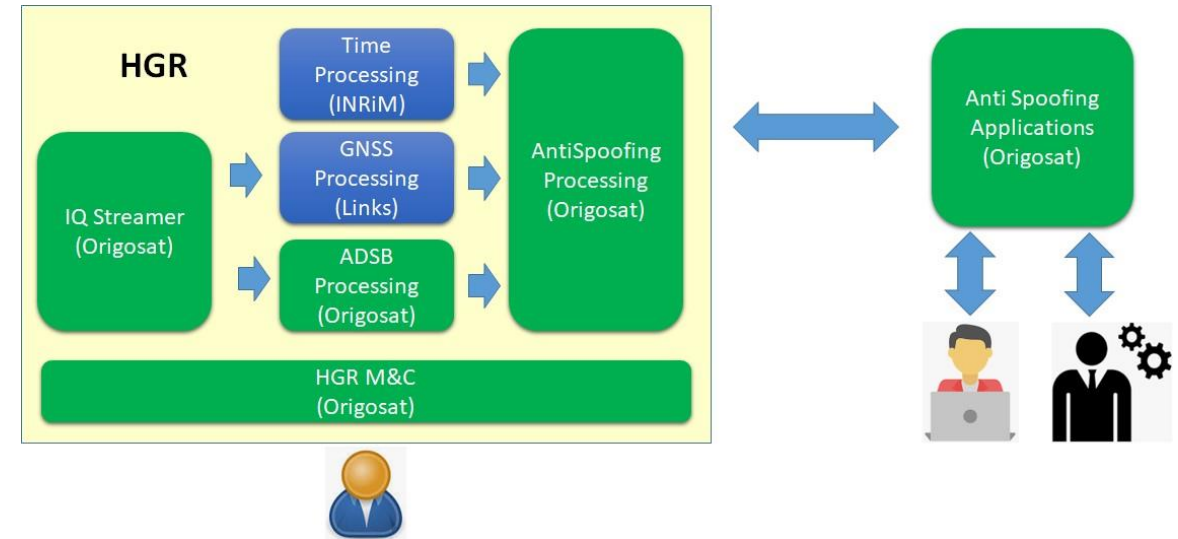 HGR
Time
Processing
(INRiM)
GNSS
Processing
(Links)
IQ Streamer
(Origosat)
ADSB
Processing
(Origosat)
AntiSpoofing
Processing
(Origosat)
HGR M&C
(Origosat)
Anti Spoofing
Applications
(Origosat)